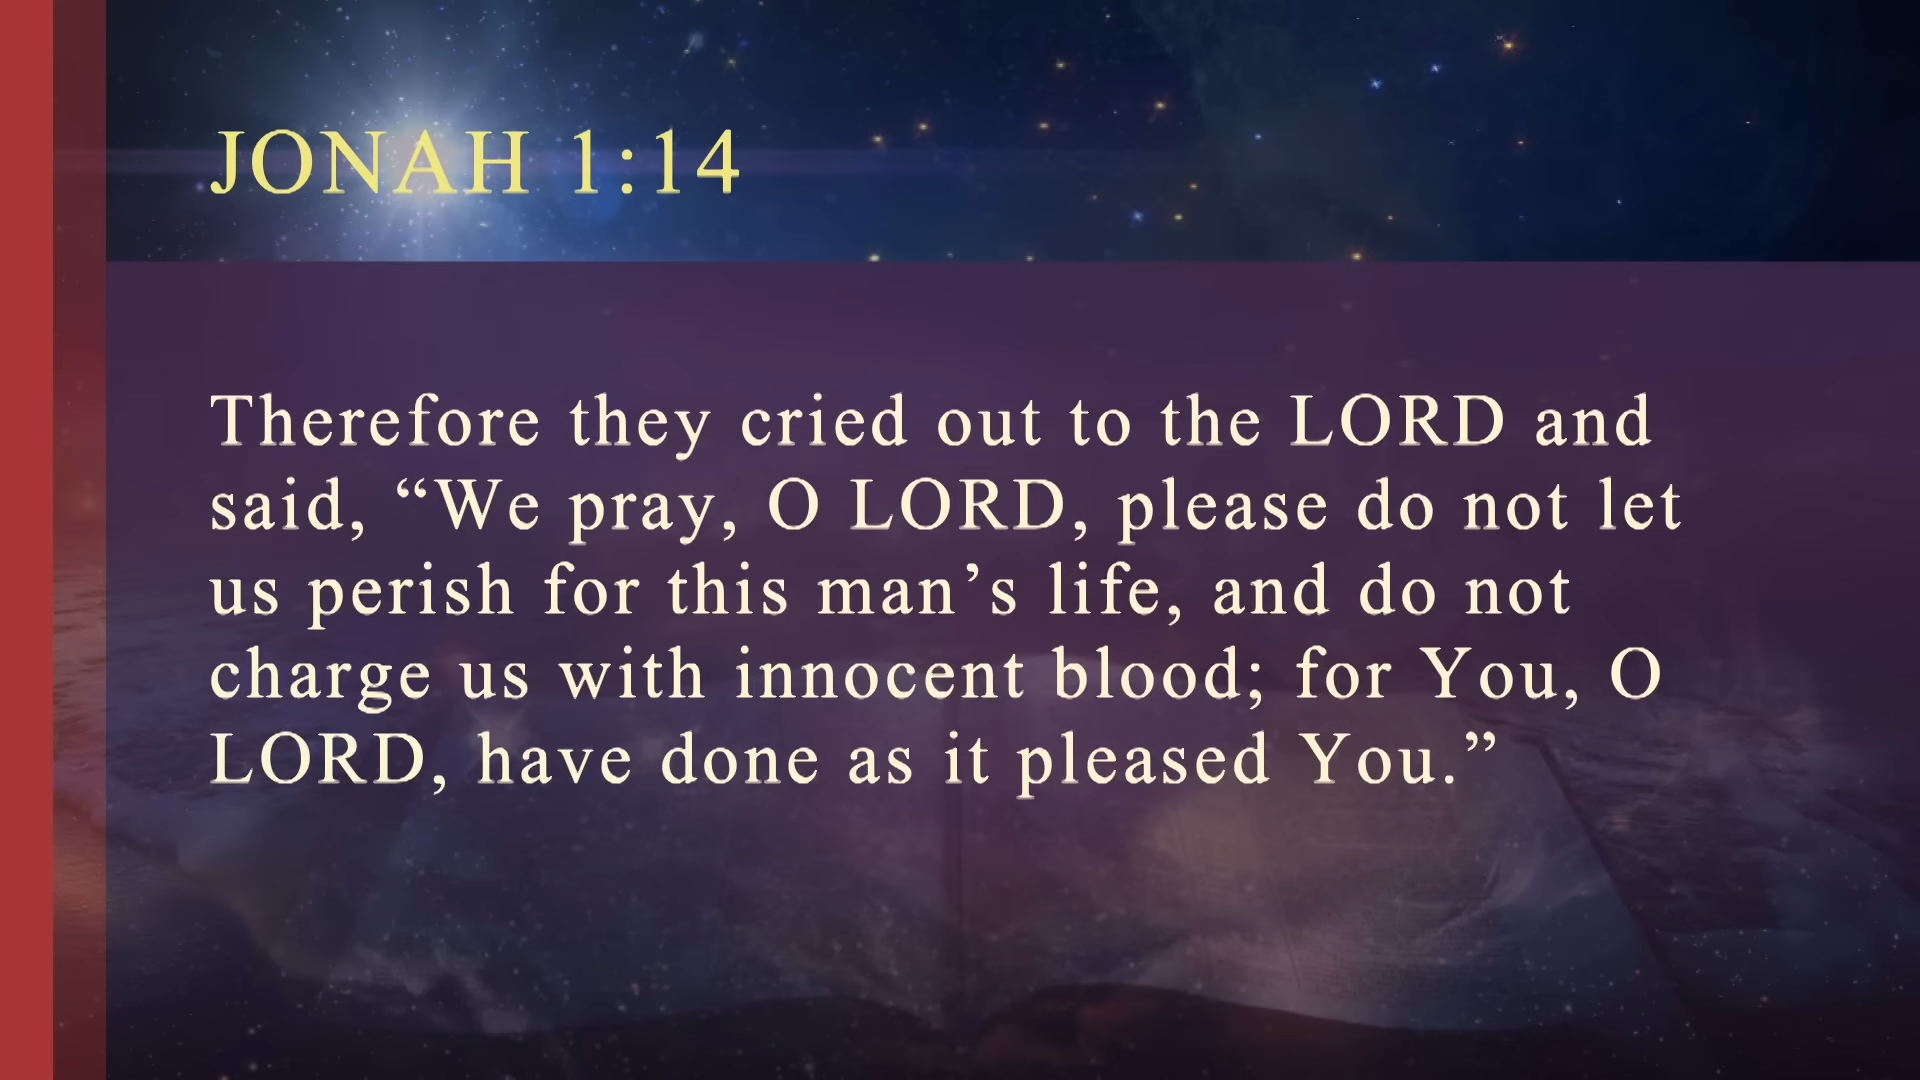 JONAH 1:14
Therefore they cried out to the LORD and
said, “We pray, O LORD, please do not let
us perish for this man’s life, and do not
charge us with innocent blood; for You, O
LORD, have done as it pleased You.”